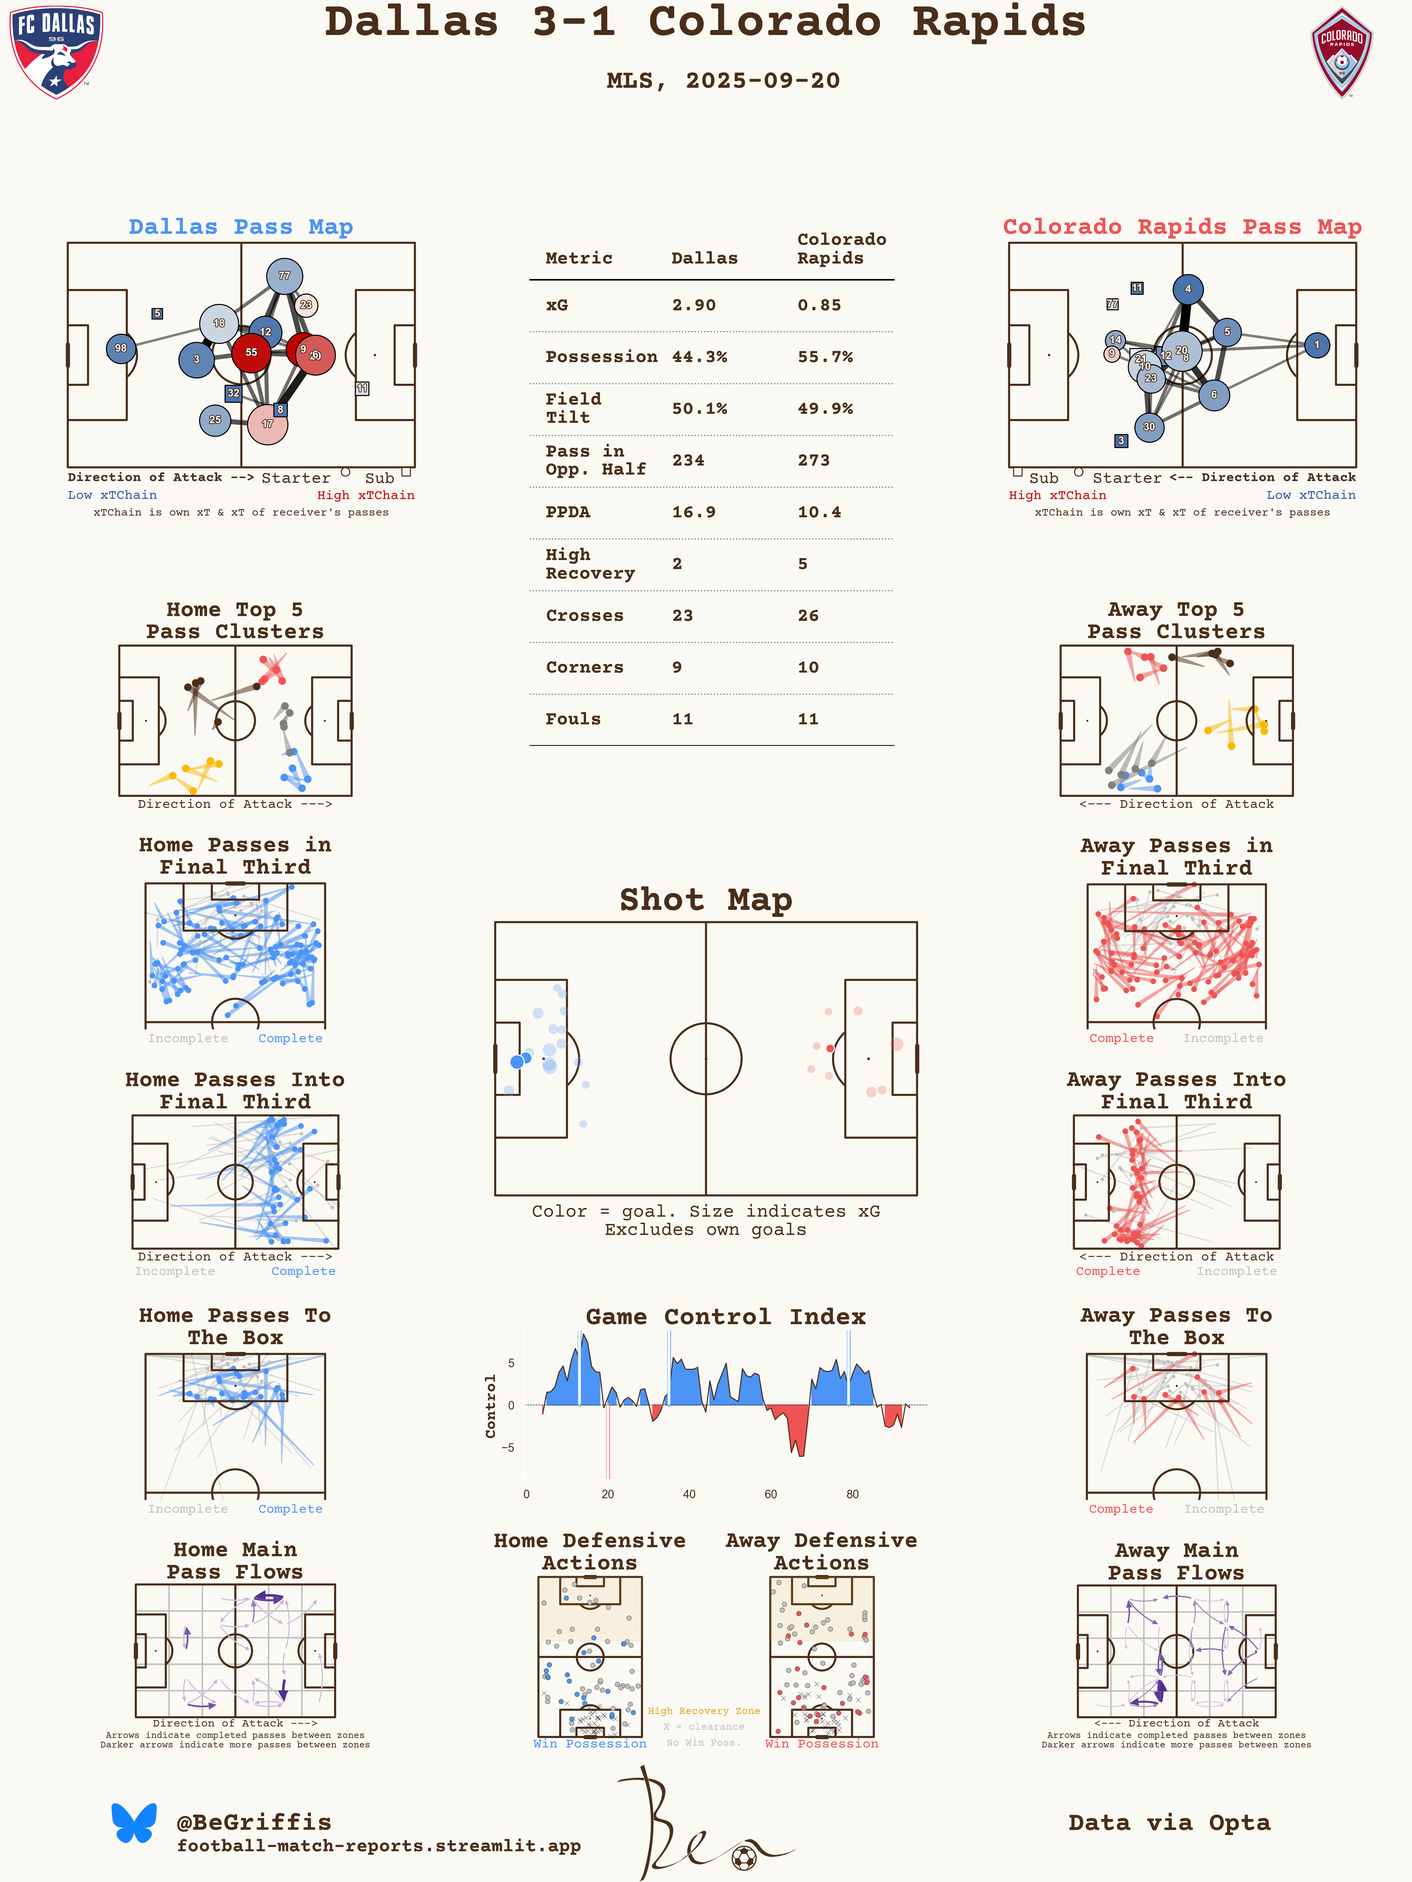 Dallas 3-1 Colorado Rapids
MLS, 2025-09-20
FC DALLAS
96
TM
COLORADO
RAPIDS
Dallas Pass Map
5
98
18
3
77
23
12
55
9
32
25
17
8
11
Direction of Attack --> Starter Sub
Low xTChain High xTChain
xTChain is own xT & xT of receiver's passes
Metric Dallas Colorado Rapids
xG 2.90 0.85
Possession 44.3% 55.7%
Field Tilt 50.1% 49.9%
Pass in Opp. Half 234 273
PPDA 16.9 10.4
High Recovery 2 5
Crosses 23 26
Corners 9 10
Fouls 11 11
Colorado Rapids Pass Map
11
77
4
14
9
21
10
12
20
8
23
5
1
6
30
3
Sub Starter <-- Direction of Attack
High xTChain Low xTChain
xTChain is own xT & xT of receiver's passes
Home Top 5
Pass Clusters
Direction of Attack --->
Away Top 5
Pass Clusters
<--- Direction of Attack
Home Passes in
Final Third
Incomplete Complete
Away Passes in
Final Third
Complete Incomplete
Shot Map
Color = goal. Size indicates xG
Excludes own goals
Home Passes Into
Final Third
Direction of Attack --->
Incomplete Complete
Away Passes Into
Final Third
<--- Direction of Attack
Complete Incomplete
Home Passes To
The Box
Incomplete Complete
Game Control Index
Control
5
0
−5
0 20 40 60 80
Away Passes To
The Box
Complete Incomplete
Home Main
Pass Flows
Direction of Attack --->
Arrows indicate completed passes between zones
Darker arrows indicate more passes between zones
Home Defensive
Actions
Win Possession
High Recovery Zone
X = clearance
No Win Poss.
Away Defensive
Actions
Win Possession
Away Main
Pass Flows
<--- Direction of Attack
Arrows indicate completed passes between zones
Darker arrows indicate more passes between zones
@BeGriffis
football-match-reports.streamlit.app
Ben
Data via Opta